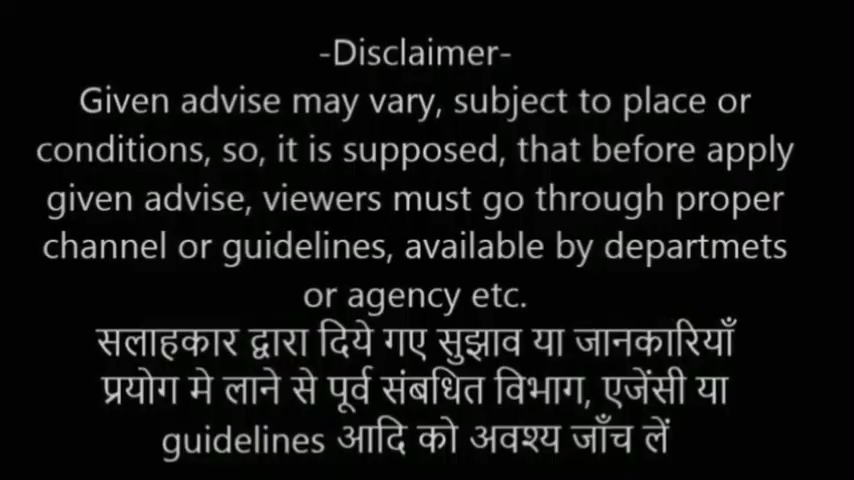 -Disclaimer-
Given advise may vary, subject to place or
conditions, so, it is supposed, that before apply
given advise, viewers must go through proper
channel or guidelines, available by departmets
or agency etc.
सलाहकार द्वारा दिये गए सुझाव या जानकारियाँ
प्रयोग मे लाने से पूर्व संबधित विभाग, एजेंसी या
guidelines आदि को अवश्य जाँच लें